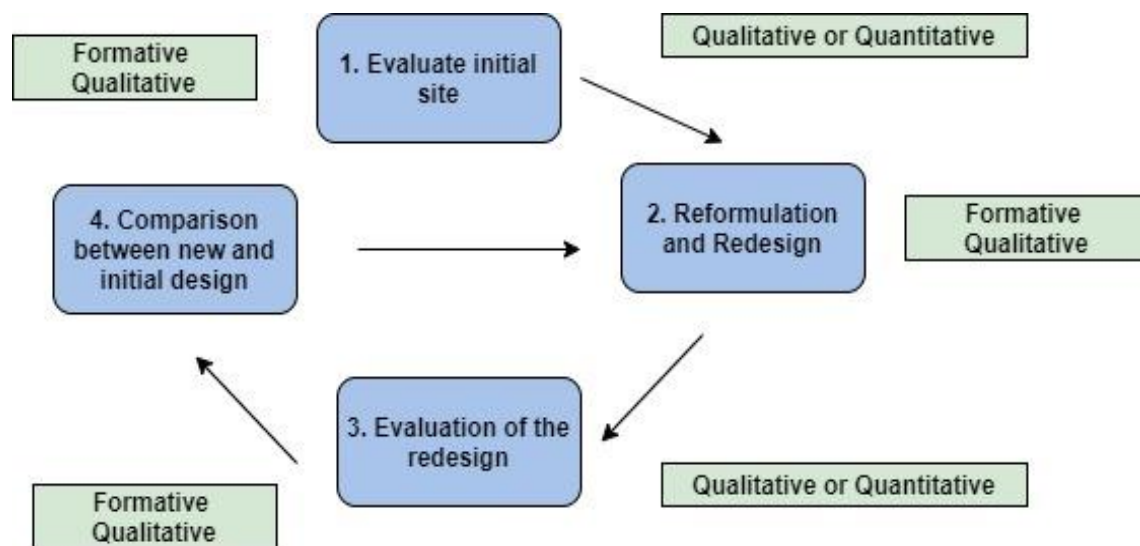 Formative
Qualitative
1. Evaluate initial
site
Qualitative or Quantitative
4. Comparison
between new and
initial design
2. Reformulation
and Redesign
Formative
Qualitative
3. Evaluation of the
redesign
Formative
Qualitative
Qualitative or Quantitative